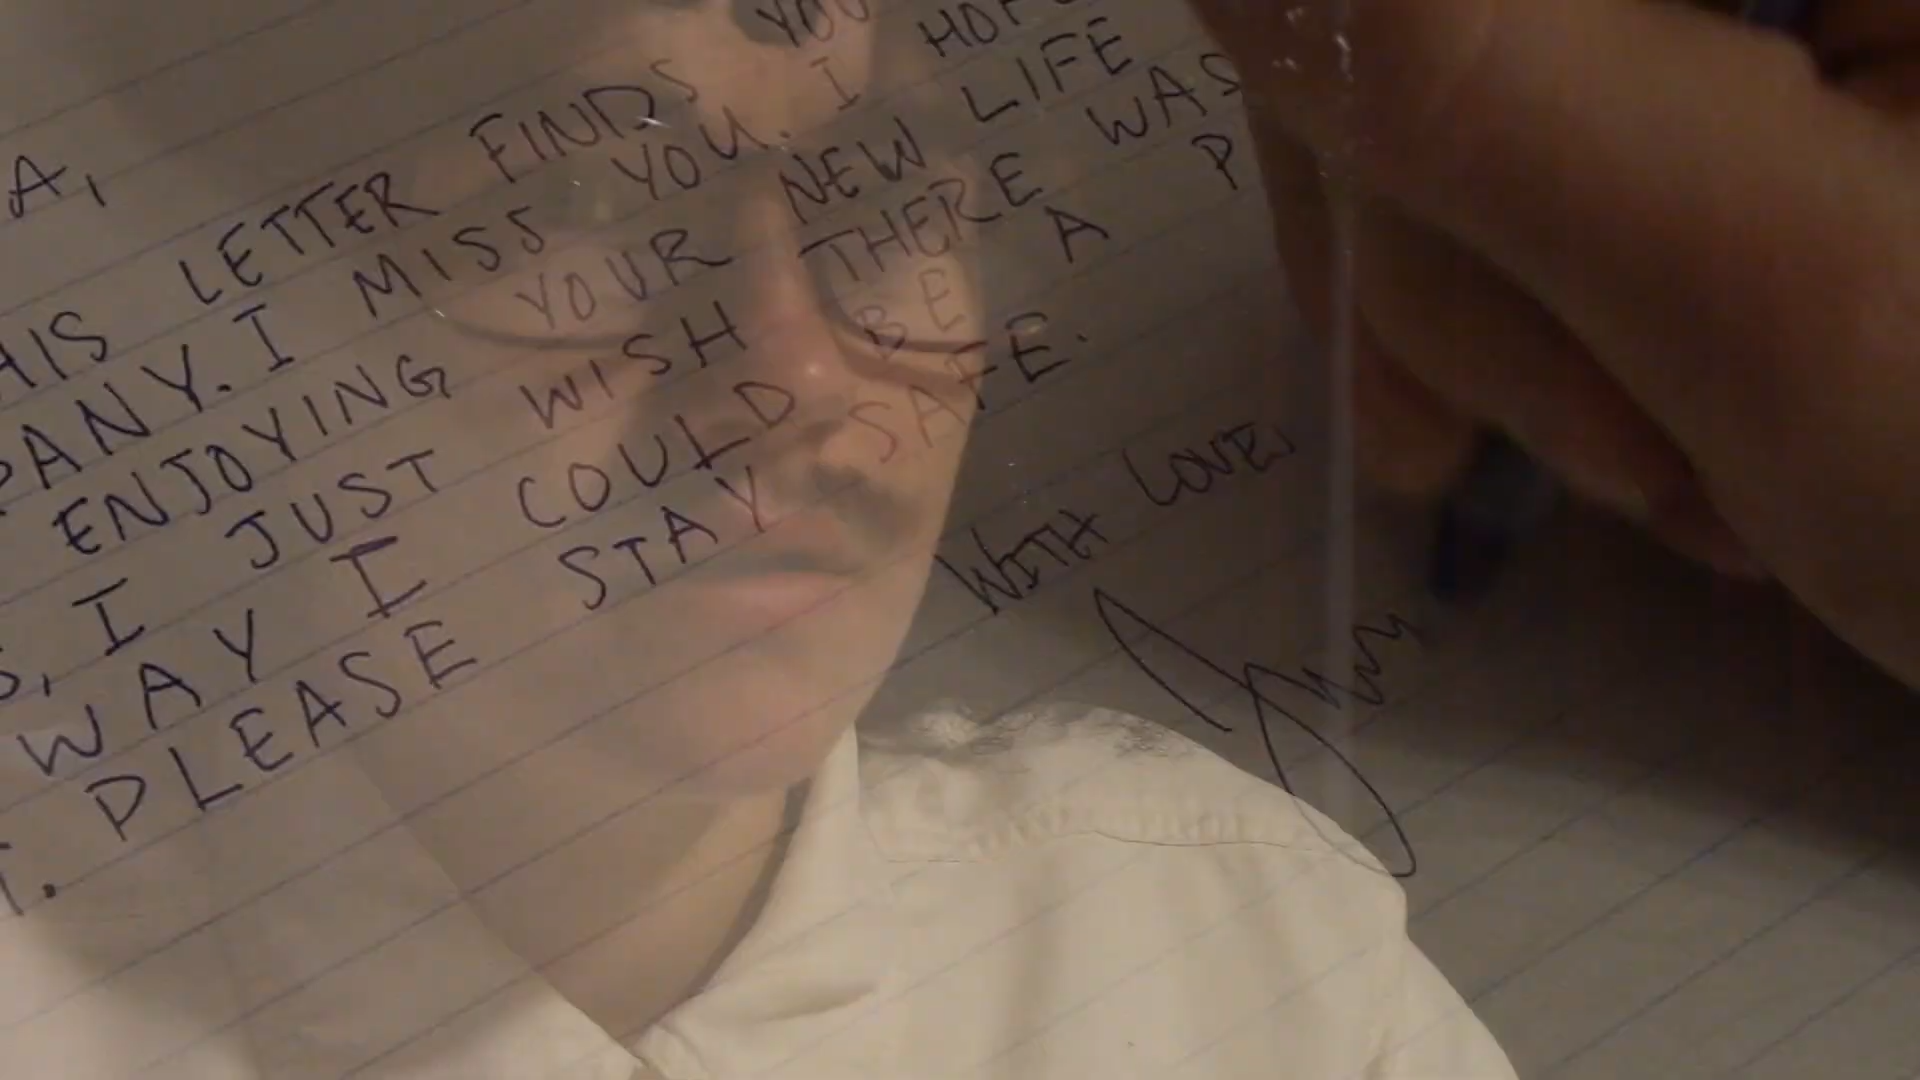 A,
HIS LETTER FINDS YOU
PANY. I MISS YOU. I HOP
ENJOYING YOUR NEW LIFE
S, I JUST WISH THERE WAS
WAY I COULD BE A P
. PLEASE STAY SAFE.
WITH LOVE,